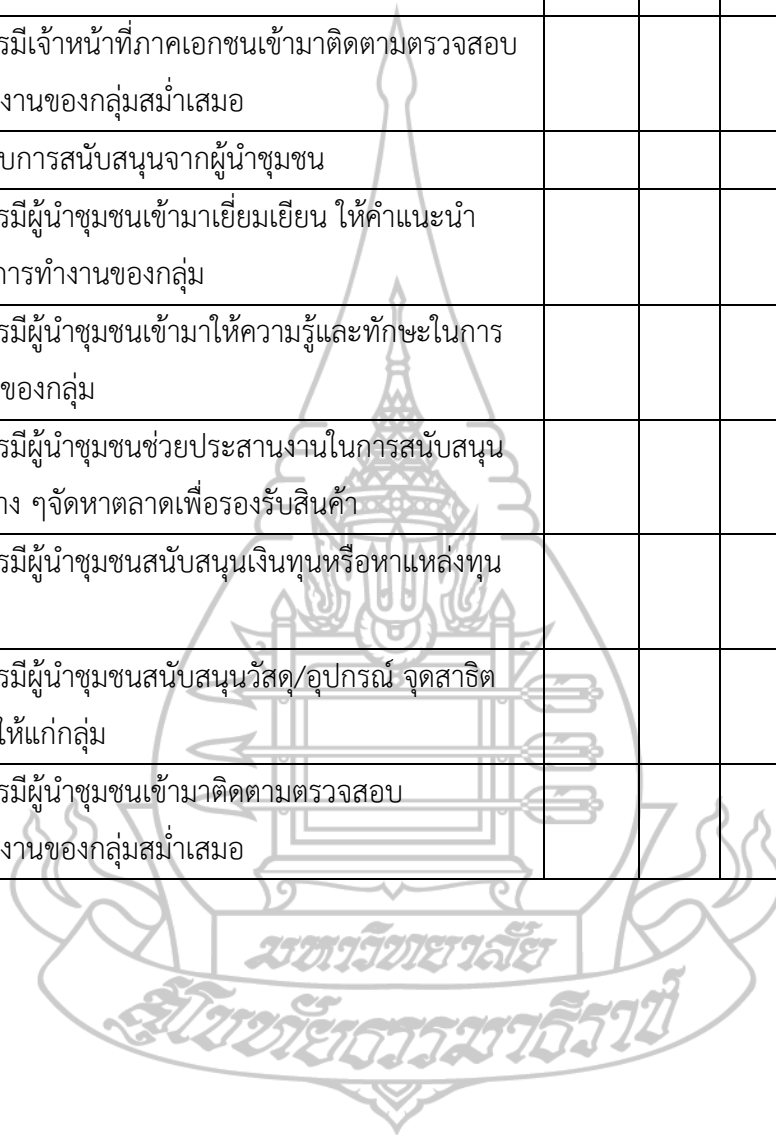 รมีเจ้าหน้าที่ภาคเอกชนเข้ามาติดตามตรวจสอบ
งานของกลุ่มสม่ำเสมอ
บการสนับสนุนจากผู้นำชุมชน
รมีผู้นำชุมชนเข้ามาเยี่ยมเยียน ให้คำแนะนำ
การทำงานของกลุ่ม
รมีผู้นำชุมชนเข้ามาให้ความรู้และทักษะในการ
ของกลุ่ม
รมีผู้นำชุมชนช่วยประสานงานในการสนับสนุน
าง ๆจัดหาตลาดเพื่อรองรับสินค้า
รมีผู้นำชุมชนสนับสนุนเงินทุนหรือหาแหล่งทุน
รมีผู้นำชุมชนสนับสนุนวัสดุ/อุปกรณ์ จุดสาธิต
ให้แก่กลุ่ม
รมีผู้นำชุมชนเข้ามาติดตามตรวจสอบ
งานของกลุ่มสม่ำเสมอ
มหาวิทยาลัย
สุโขทัยธรรมาธิราช